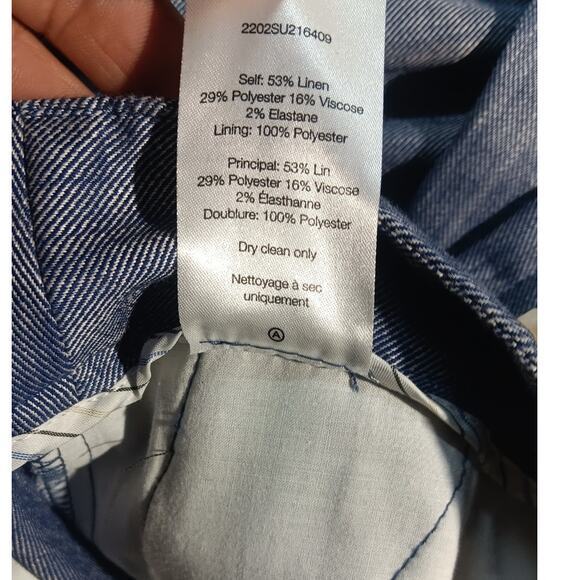 2202SU216409
Self: 53% Linen
29% Polyester 16% Viscose
2% Elastane
Lining: 100% Polyester
Principal: 53% Lin
29% Polyester 16% Viscose
2% Élasthanne
Doublure: 100% Polyester
Dry clean only
Nettoyage à sec
uniquement
Ⓐ